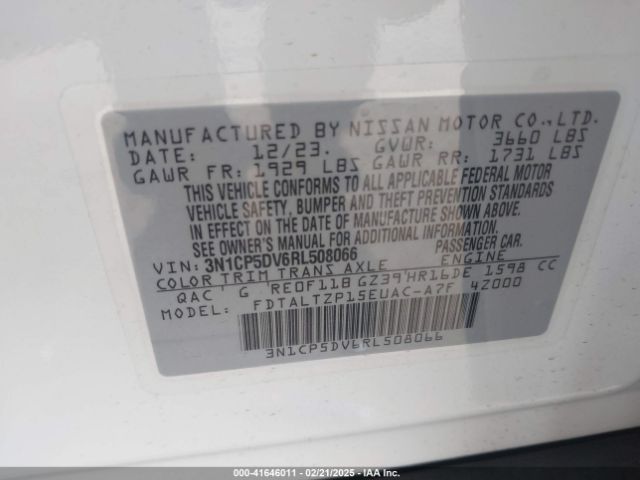 MANUFACTURED BY NISSAN MOTOR CO.,LTD.
DATE: 12/23. GVWR: 3660 LBS
GAWR FR: 1929 LBS GAWR RR: 1731 LBS
THIS VEHICLE CONFORMS TO ALL APPLICABLE FEDERAL MOTOR
VEHICLE SAFETY, BUMPER AND THEFT PREVENTION STANDARDS
IN EFFECT ON THE DATE OF MANUFACTURE SHOWN ABOVE.
SEE OWNER'S MANUAL FOR ADDITIONAL INFORMATION.
VIN: 3N1CP5DV6RL508066 PASSENGER CAR.
COLOR TRIM TRANS AXLE ENGINE
QAC G RE0F11B GZ39 HR16DE 1598 CC
FDTALTZP15EUAC-A7F 42000
3N1CP5DV6RL508066
000-41646011 — 02/21/2025 — IAA Inc.